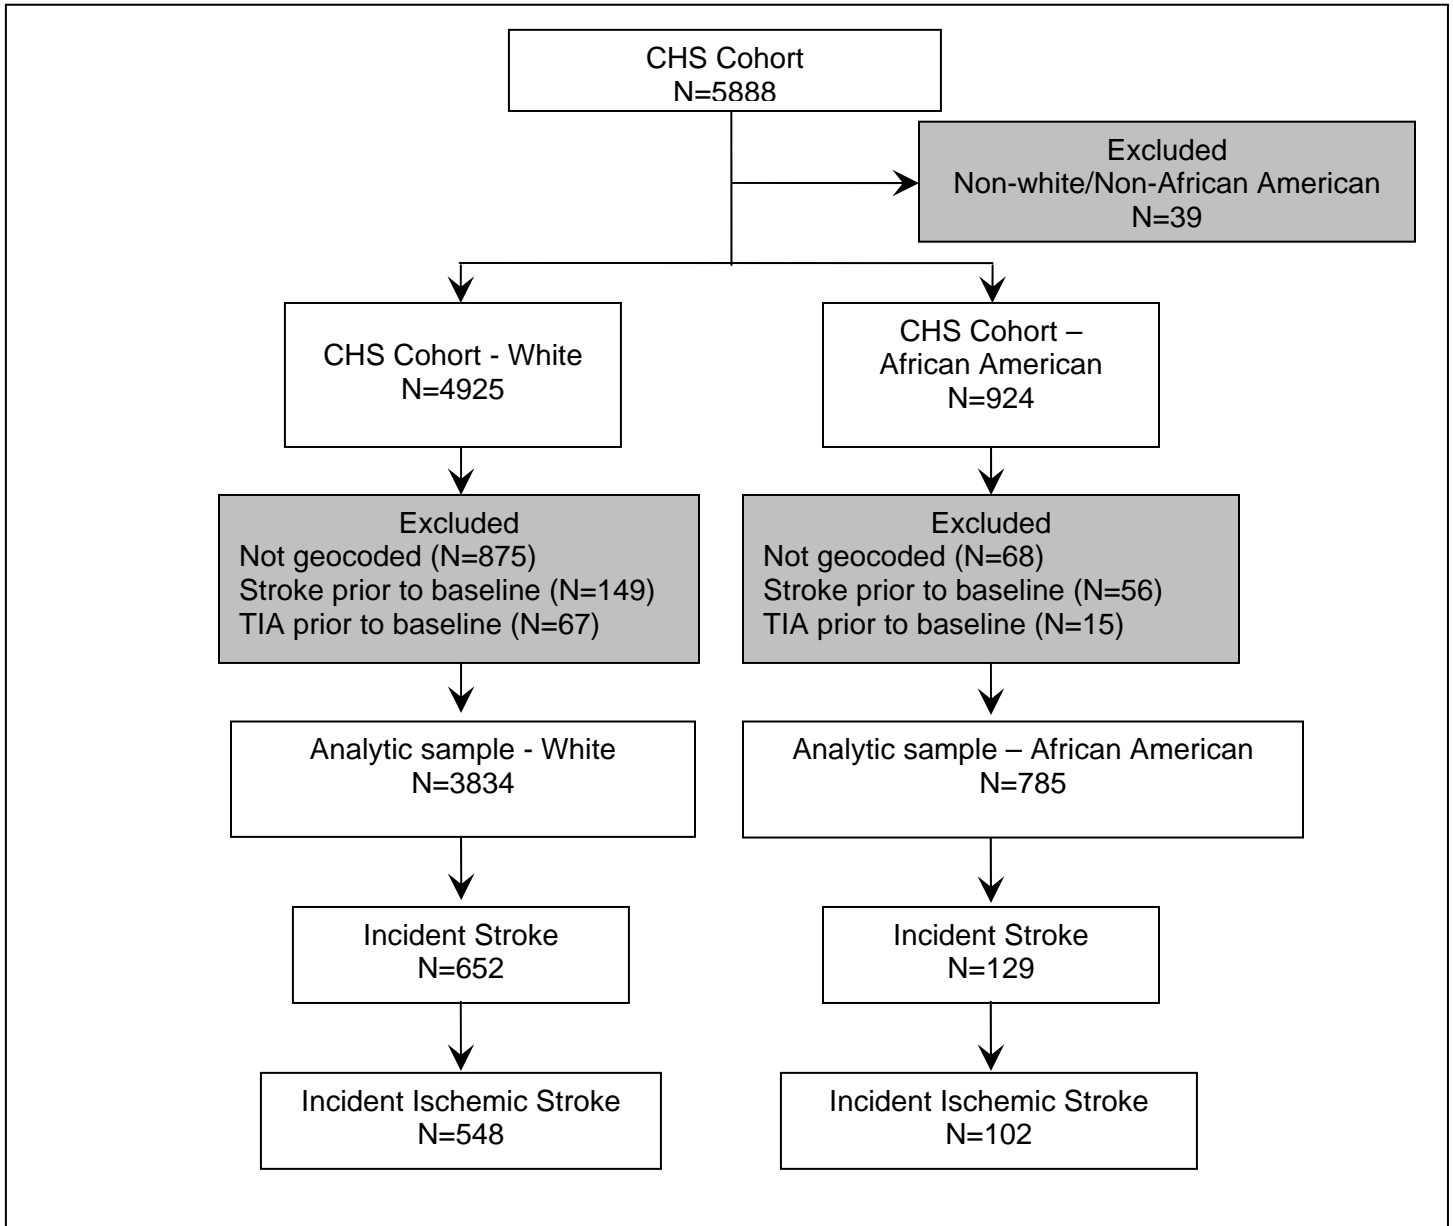 CHS Cohort
N=5888
Excluded
Non-white/Non-African American
N=39
CHS Cohort - White
N=4925
CHS Cohort –
African American
N=924
Excluded
Not geocoded (N=875)
Stroke prior to baseline (N=149)
TIA prior to baseline (N=67)
Excluded
Not geocoded (N=68)
Stroke prior to baseline (N=56)
TIA prior to baseline (N=15)
Analytic sample - White
N=3834
Analytic sample – African American
N=785
Incident Stroke
N=652
Incident Stroke
N=129
Incident Ischemic Stroke
N=548
Incident Ischemic Stroke
N=102